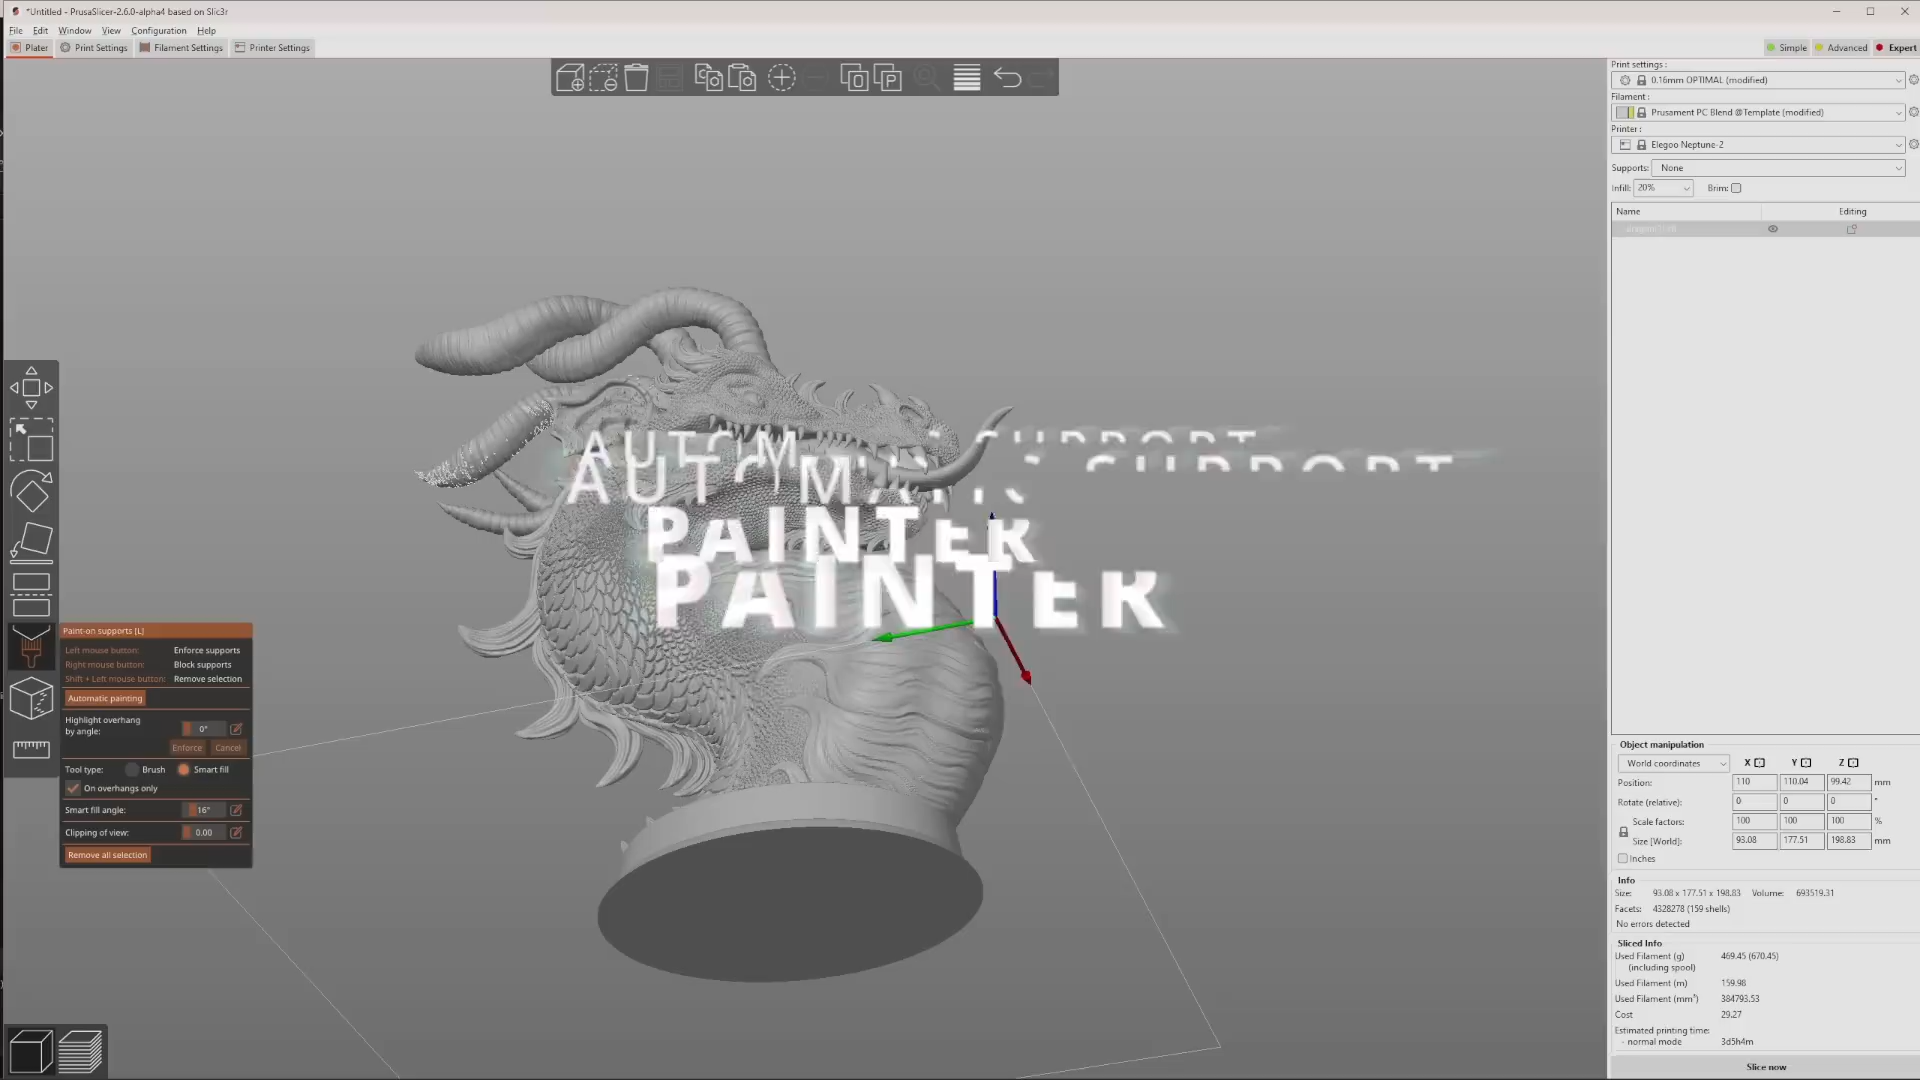 *Untitled - PrusaSlicer-2.6.0-alpha4 based on Slic3r
File Edit Window View Configuration Help
Plater Print Settings Filament Settings Printer Settings
Simple Advanced Expert
Print settings :
0.16mm OPTIMAL (modified)
Filament :
Prusament PC Blend @Template (modified)
Printer :
Elegoo Neptune-2
Supports: None
Infill: 20% Brim:
Name Editing
AUTOM SUPPORT
AUTOMATIC SUPPORT
PAINTER
PAINTER
Paint-on supports [L]
Left mouse button: Enforce supports
Right mouse button: Block supports
Shift + Left mouse button: Remove selection
Automatic painting
Highlight overhang
by angle: 0°
Enforce Cancel
Tool type: Brush Smart fill
On overhangs only
Smart fill angle: 16°
Clipping of view: 0.00
Remove all selection
Object manipulation
World coordinates X Y Z
Position: 110 110.04 99.42 mm
Rotate (relative): 0 0 0 °
Scale factors: 100 100 100 %
Size [World]: 93.08 177.51 198.83 mm
Inches
Info
Size: 93.08 x 177.51 x 198.83 Volume: 693519.31
Facets: 4328278 (159 shells)
No errors detected
Sliced Info
Used Filament (g) 469.45 (670.45)
(including spool)
Used Filament (m) 159.98
Used Filament (mm³) 384793.53
Cost 29.27
Estimated printing time:
- normal mode 3d5h4m
Slice now